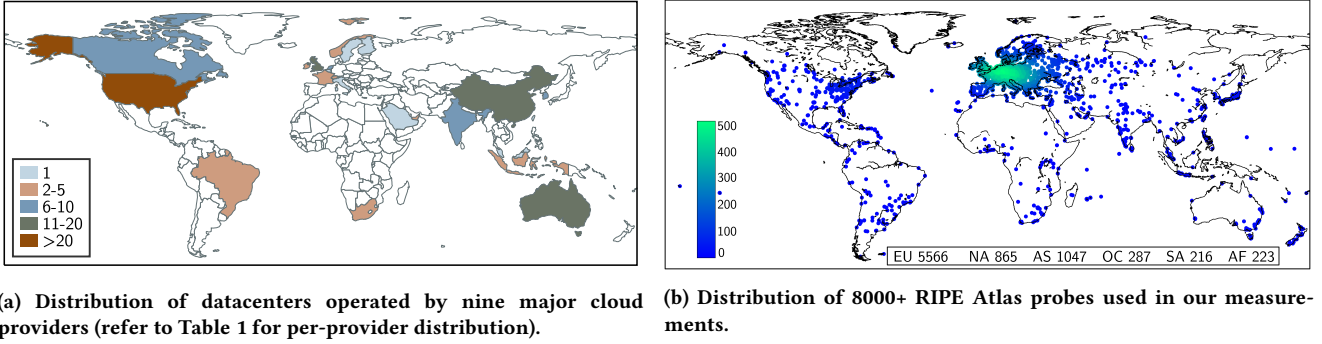 1
2-5
6-10
11-20
>20
(a) Distribution of datacenters operated by nine major cloud
providers (refer to Table 1 for per-provider distribution).
500
400
300
200
100
0
EU 5566 NA 865 AS 1047 OC 287 SA 216 AF 223
(b) Distribution of 8000+ RIPE Atlas probes used in our measure-
ments.